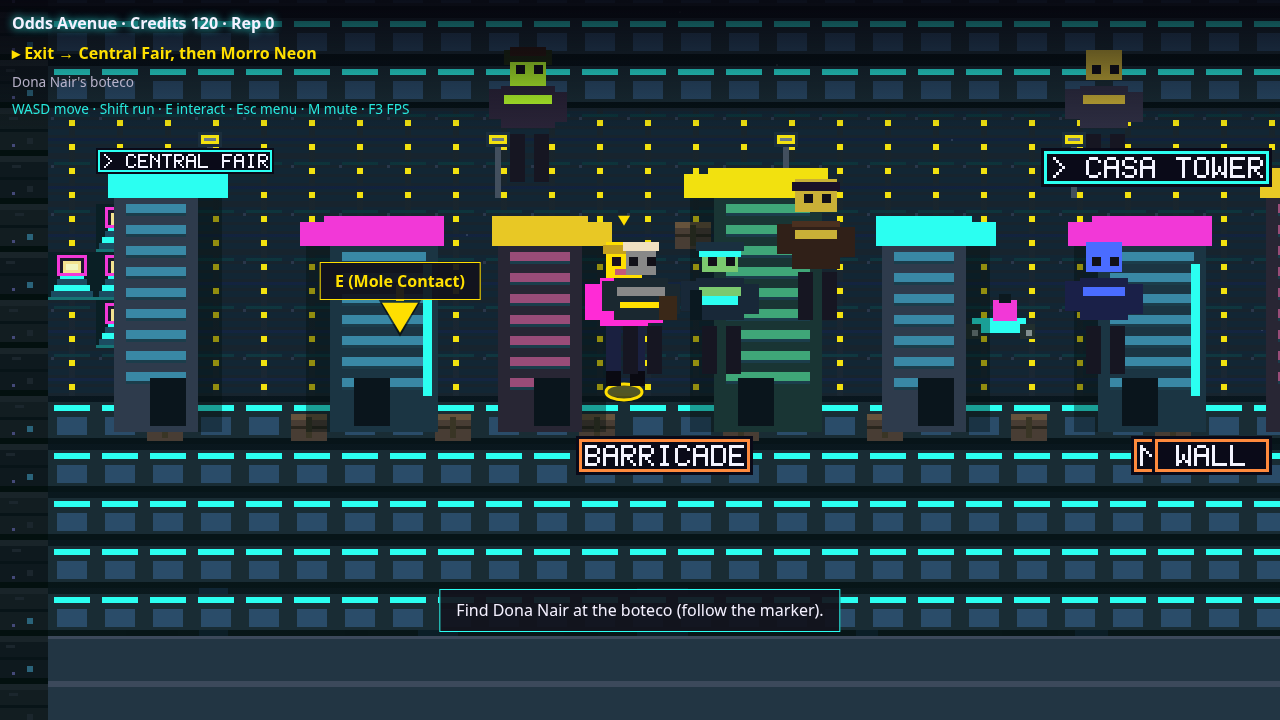 Odds Avenue · Credits 120 · Rep 0
▸ Exit → Central Fair, then Morro Neon
Dona Nair's boteco
WASD move · Shift run · E interact · Esc menu · M mute · F3 FPS
> CENTRAL FAIR
> CASA TOWER
E (Mole Contact)
BARRICADE
N WALL
Find Dona Nair at the boteco (follow the marker).